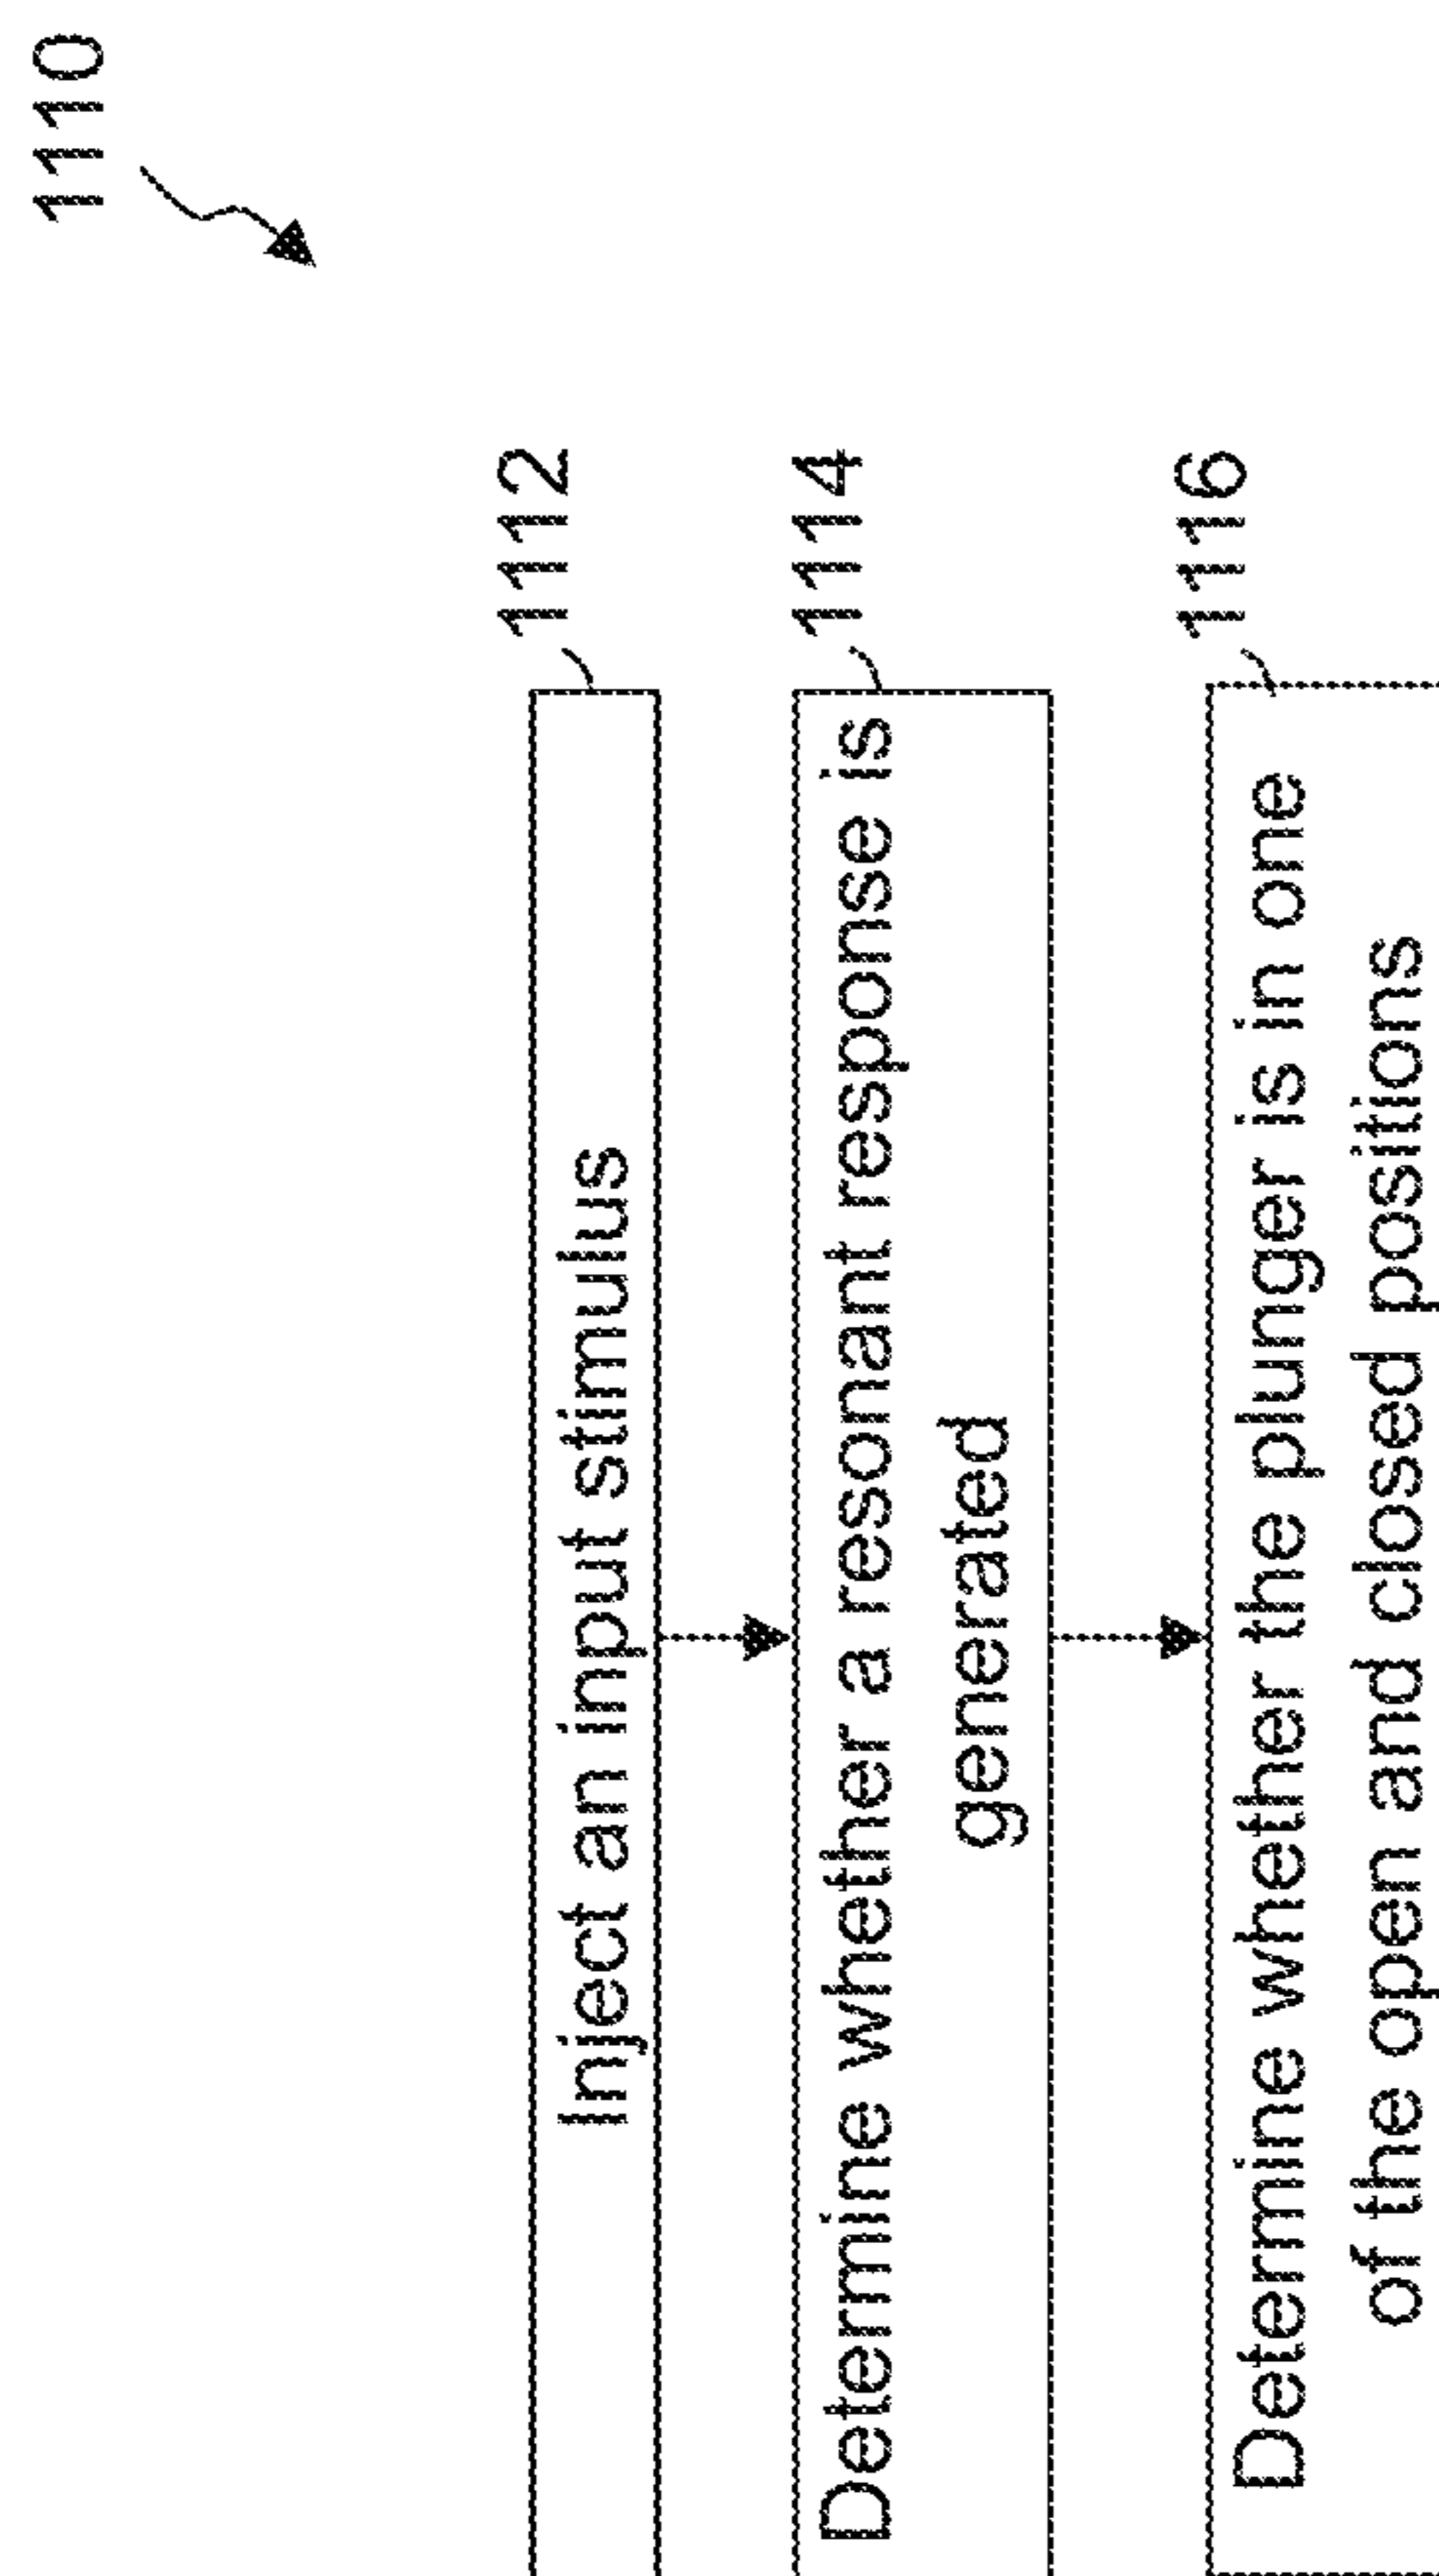 1110
1112
Inject an input stimulus
1114
Determine whether a resonant response is
generated
1116
Determine whether the plunger is in one
of the open and closed positions